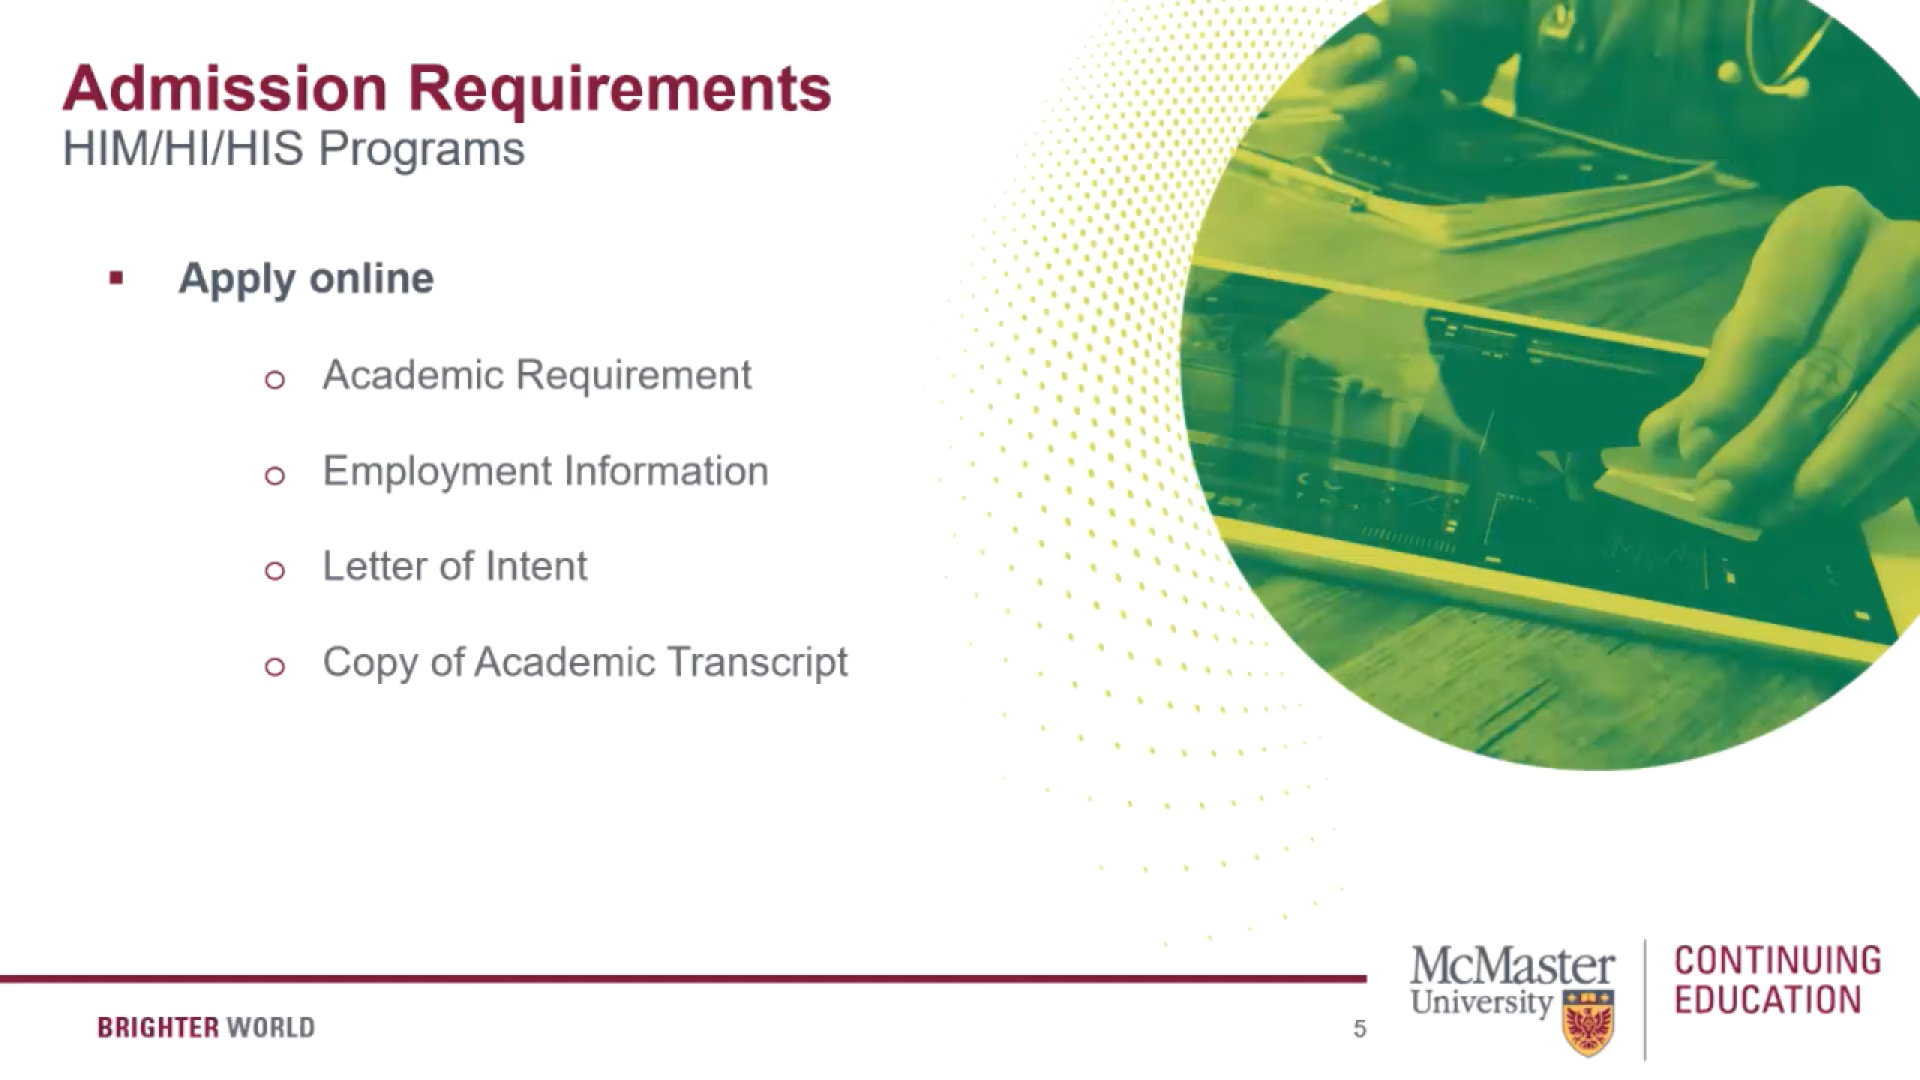 Admission Requirements
HIM/HI/HIS Programs
Apply online
Academic Requirement
Employment Information
Letter of Intent
Copy of Academic Transcript
BRIGHTER WORLD
5
McMaster
University
CONTINUING
EDUCATION